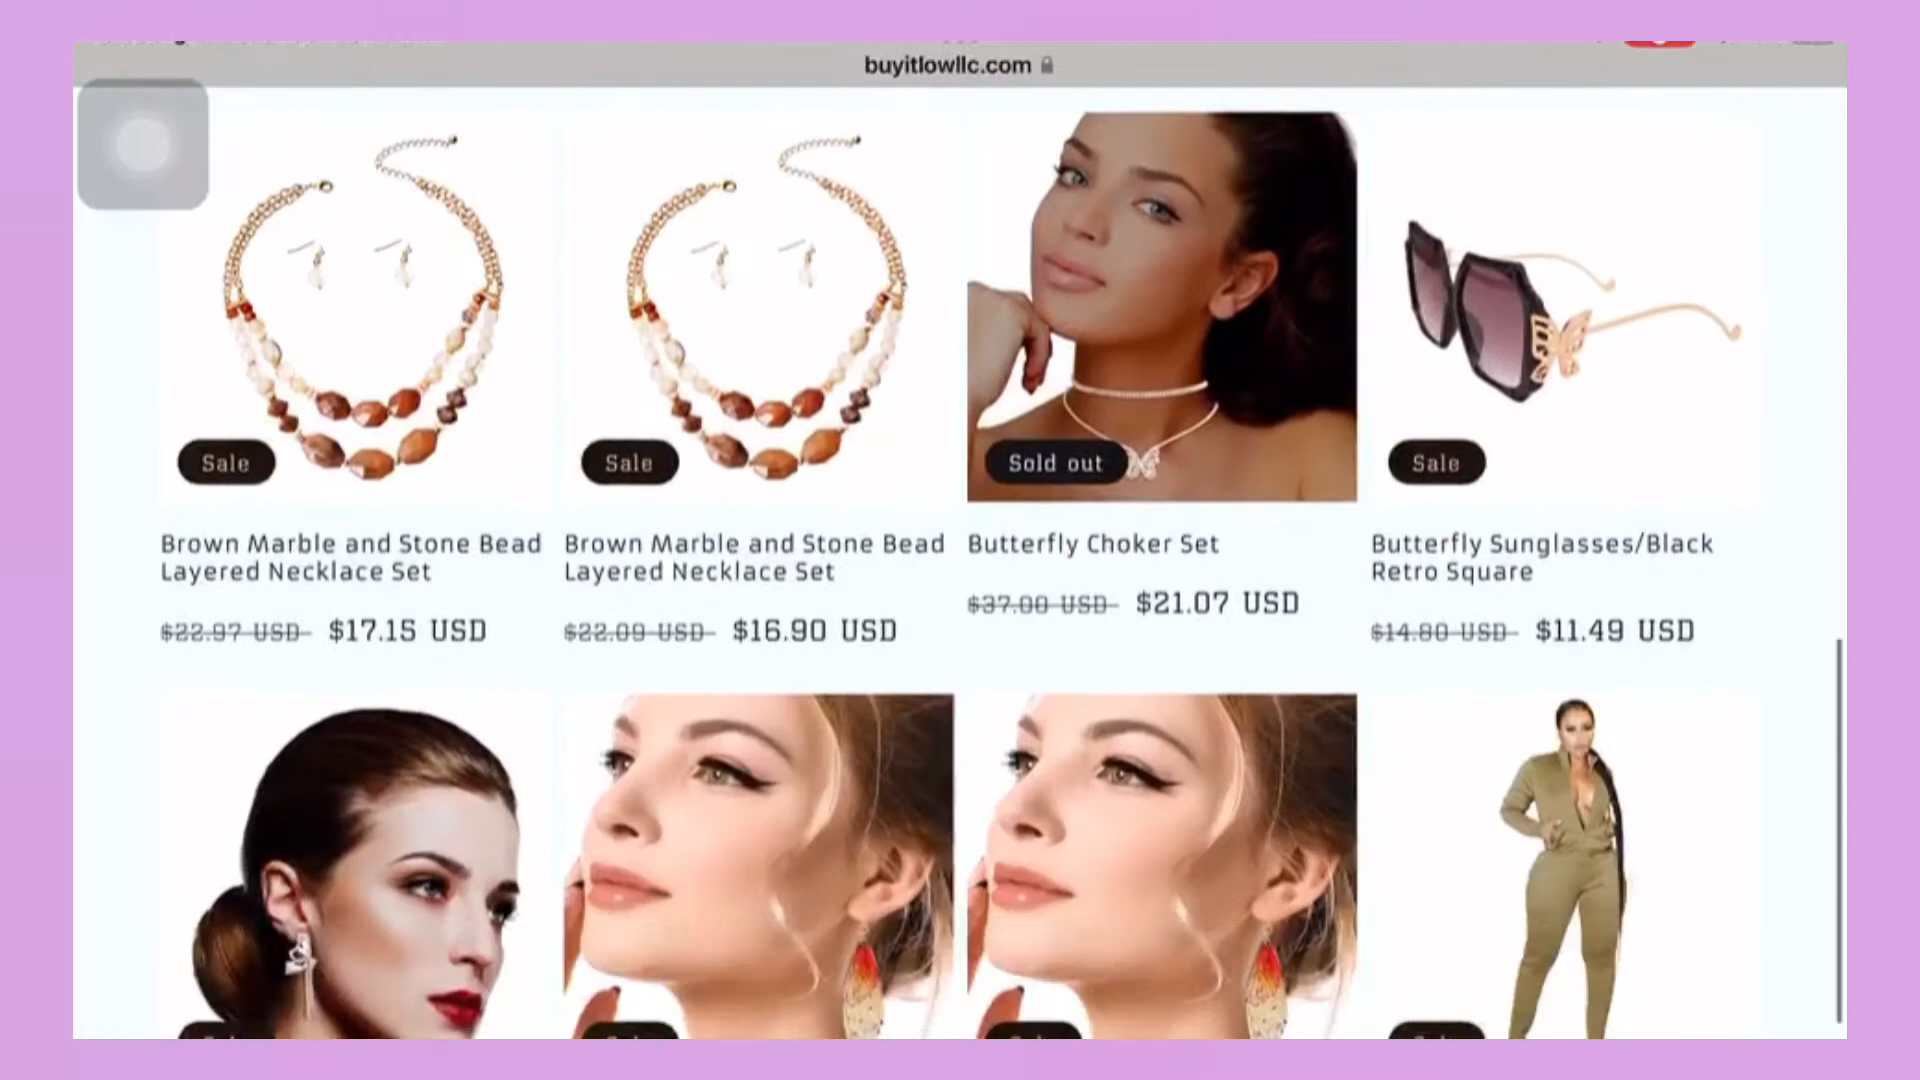 buyitlowllc.com
Sale
Sale
Sold out
Sale
Brown Marble and Stone Bead
Layered Necklace Set
$22.97 USD $17.15 USD
Brown Marble and Stone Bead
Layered Necklace Set
$22.09 USD $16.90 USD
Butterfly Choker Set
$37.00 USD $21.07 USD
Butterfly Sunglasses/Black
Retro Square
$14.80 USD $11.49 USD